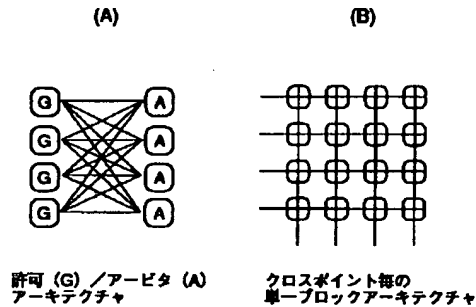 (A)
(B)
G A
G A
G A
G A
許可 (G) /アービタ (A)
アーキテクチャ
クロスポイント毎の
単一ブロックアーキテクチャ